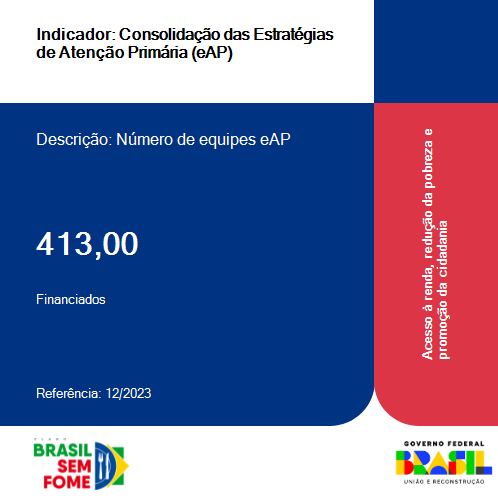 Indicador: Consolidação das Estratégias
de Atenção Primária (eAP)
Descrição: Número de equipes eAP
413,00
Financiados
Referência: 12/2023
Acesso à renda, redução da pobreza e
promoção da cidadania
PLANO
BRASIL
SEM
FOME
GOVERNO FEDERAL
BRASIL
UNIÃO E RECONSTRUÇÃO